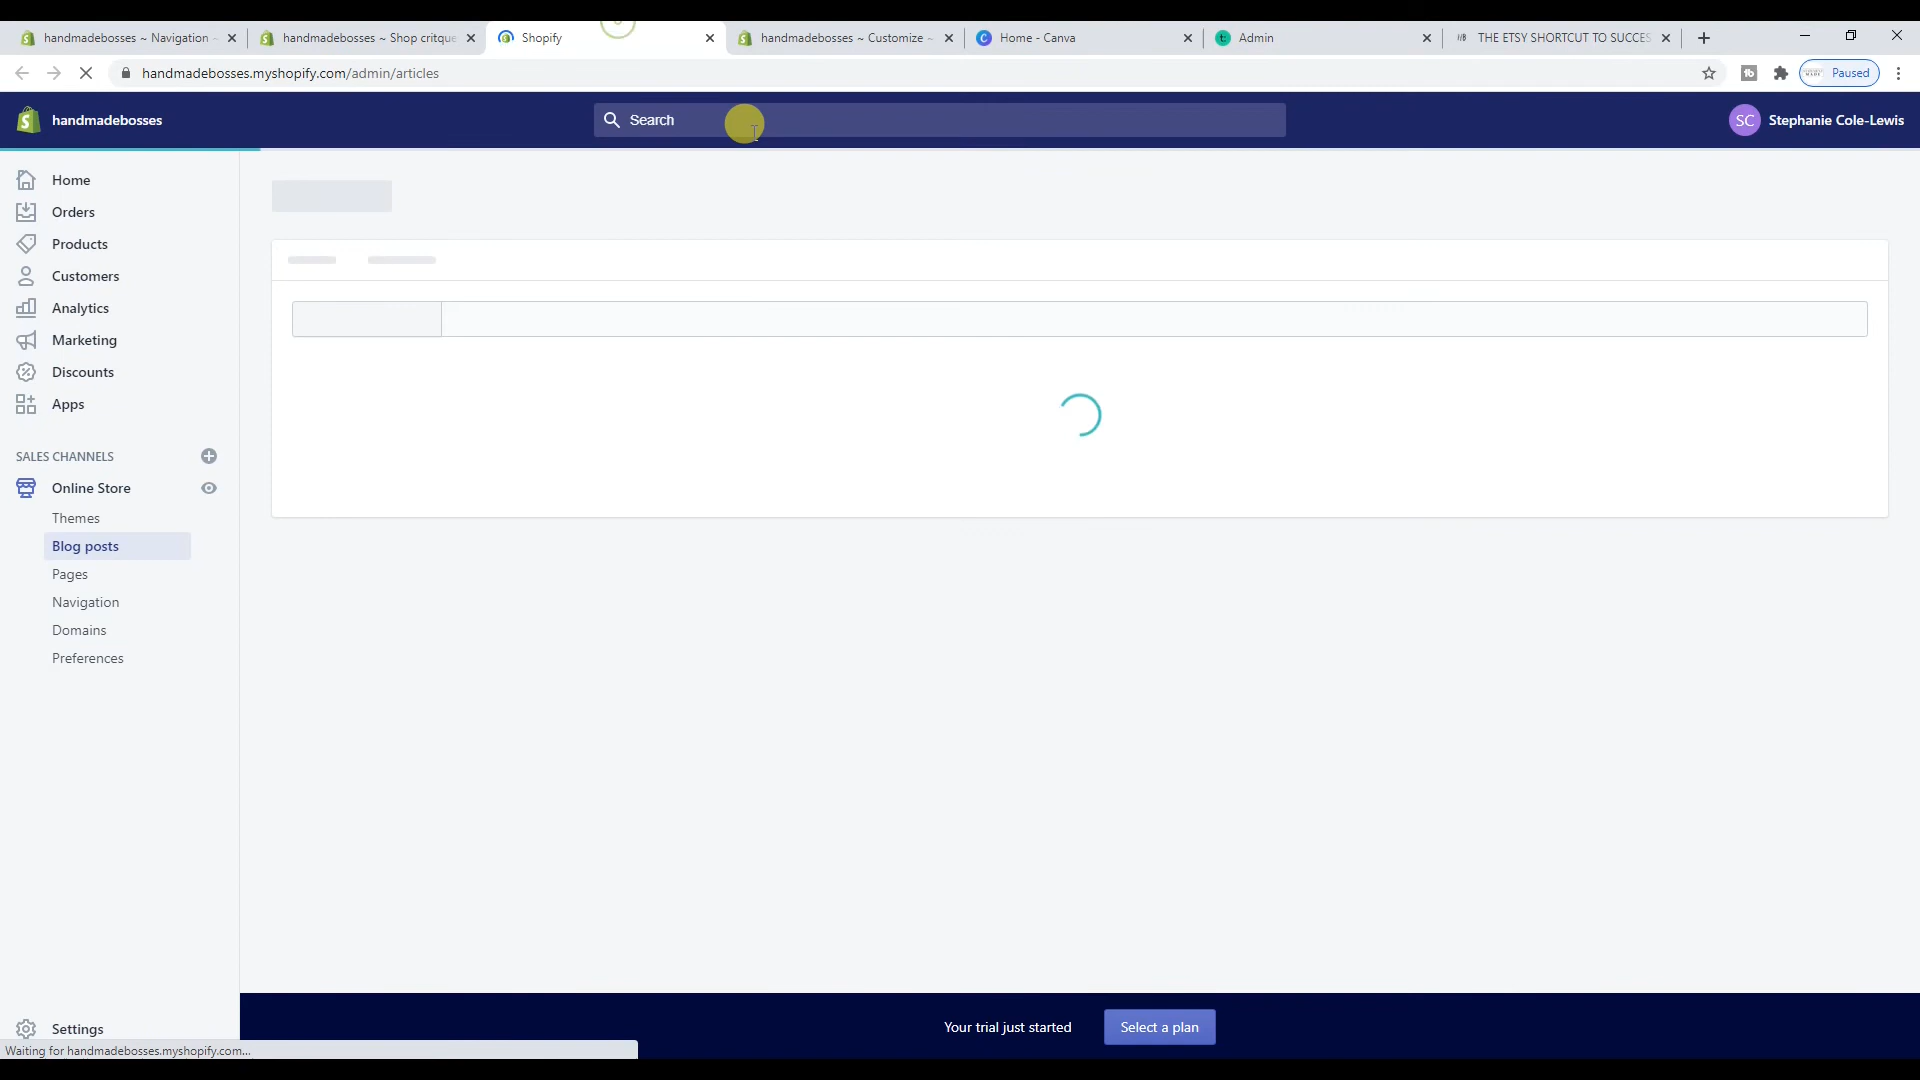 handmadebosses ~ Navigation ~
handmadebosses ~ Shop critque
Shopify
handmadebosses ~ Customize ~
Home - Canva
Admin
THE ETSY SHORTCUT TO SUCCES
handmadebosses.myshopify.com/admin/articles
Paused
handmadebosses
Search
SC
Stephanie Cole-Lewis
Home
Orders
Products
Customers
Analytics
Marketing
Discounts
Apps
SALES CHANNELS
Online Store
Themes
Blog posts
Pages
Navigation
Domains
Preferences
Settings
Your trial just started
Select a plan
Waiting for handmadebosses.myshopify.com...